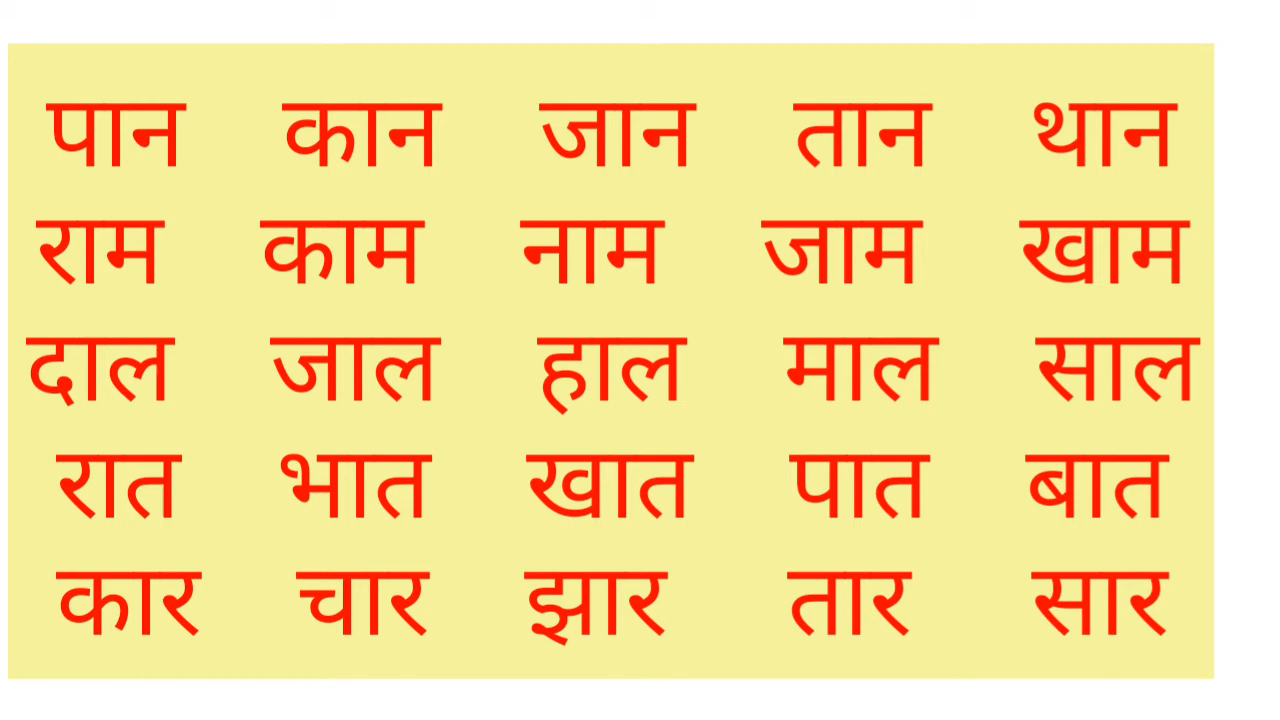 पान कान जान तान थान
राम काम नाम जाम खाम
दाल जाल हाल माल साल
रात भात खात पात बात
कार चार झार तार सार